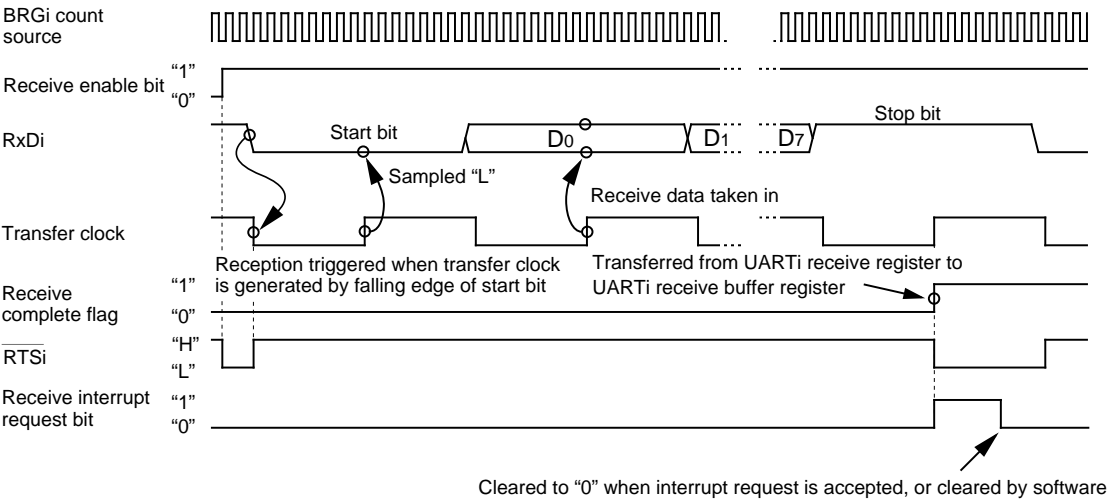 BRGi count
source
Receive enable bit
“1”
“0”
RxDi
Start bit
D0
D1
D7
Stop bit
Sampled “L”
Receive data taken in
Transfer clock
Reception triggered when transfer clock
is generated by falling edge of start bit
Transferred from UARTi receive register to
UARTi receive buffer register
Receive
complete flag
“1”
“0”
RTSi
“H”
“L”
Receive interrupt
request bit
“1”
“0”
Cleared to “0” when interrupt request is accepted, or cleared by software